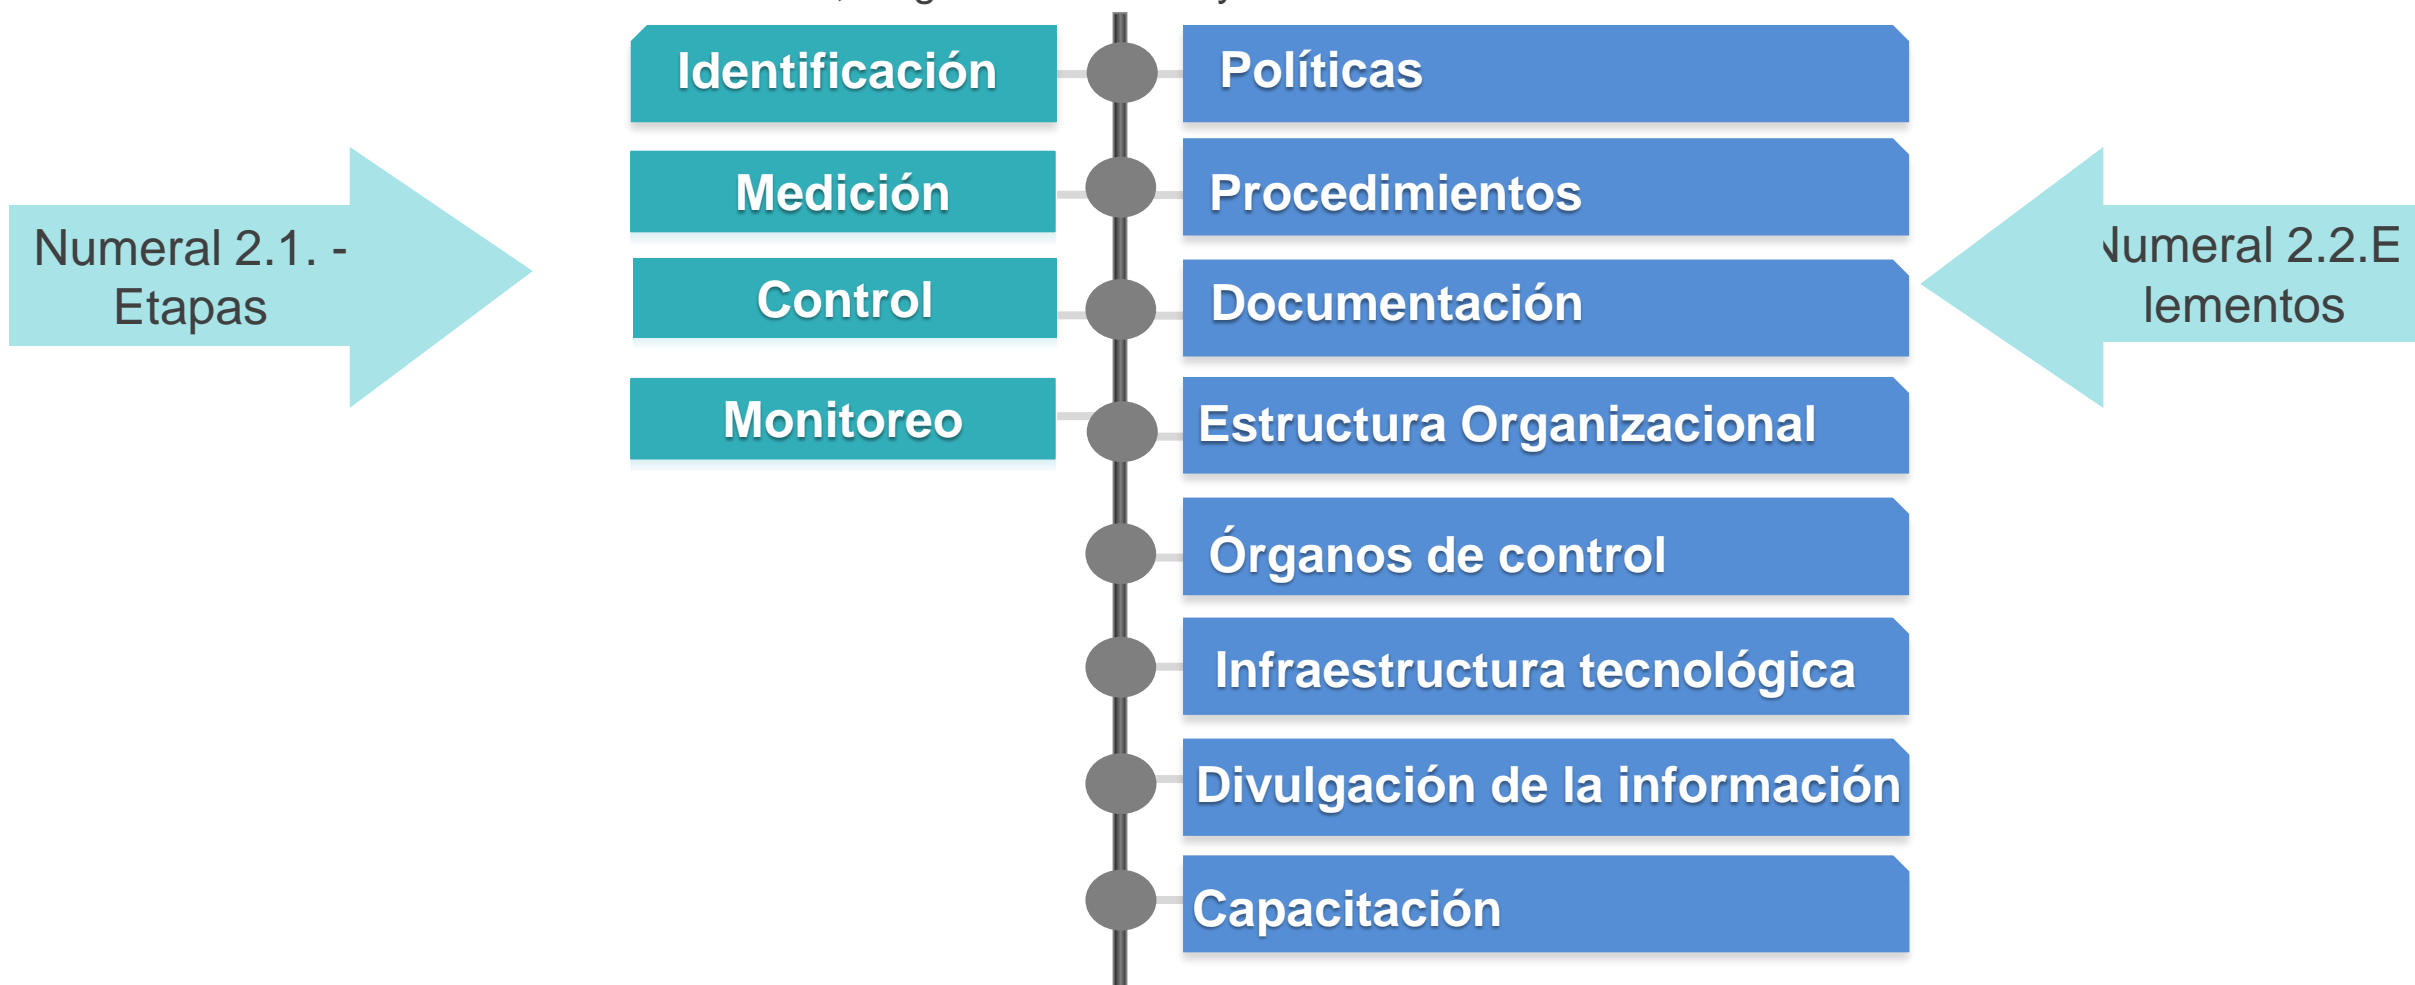 Identificación
Políticas
Medición
Procedimientos
Numeral 2.1. -
Etapas
Numeral 2.2.E
lementos
Control
Documentación
Monitoreo
Estructura Organizacional
Órganos de control
Infraestructura tecnológica
Divulgación de la información
Capacitación